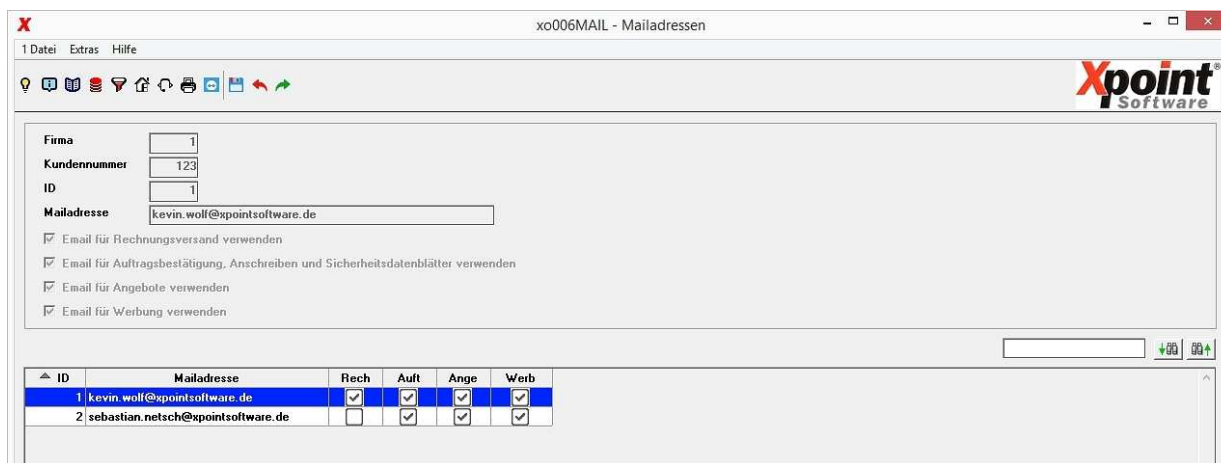 xo006MAIL - Mailadressen
1 Datei Extras Hilfe
Xpoint®
Software
Firma 1
Kundennummer 123
ID 1
Mailadresse kevin.wolf@xpointsoftware.de
Email für Rechnungsversand verwenden
Email für Auftragsbestätigung, Anschreiben und Sicherheitsdatenblätter verwenden
Email für Angebote verwenden
Email für Werbung verwenden
ID Mailadresse Rech Auft Ange Werb
1 kevin.wolf@xpointsoftware.de
2 sebastian.netsch@xpointsoftware.de